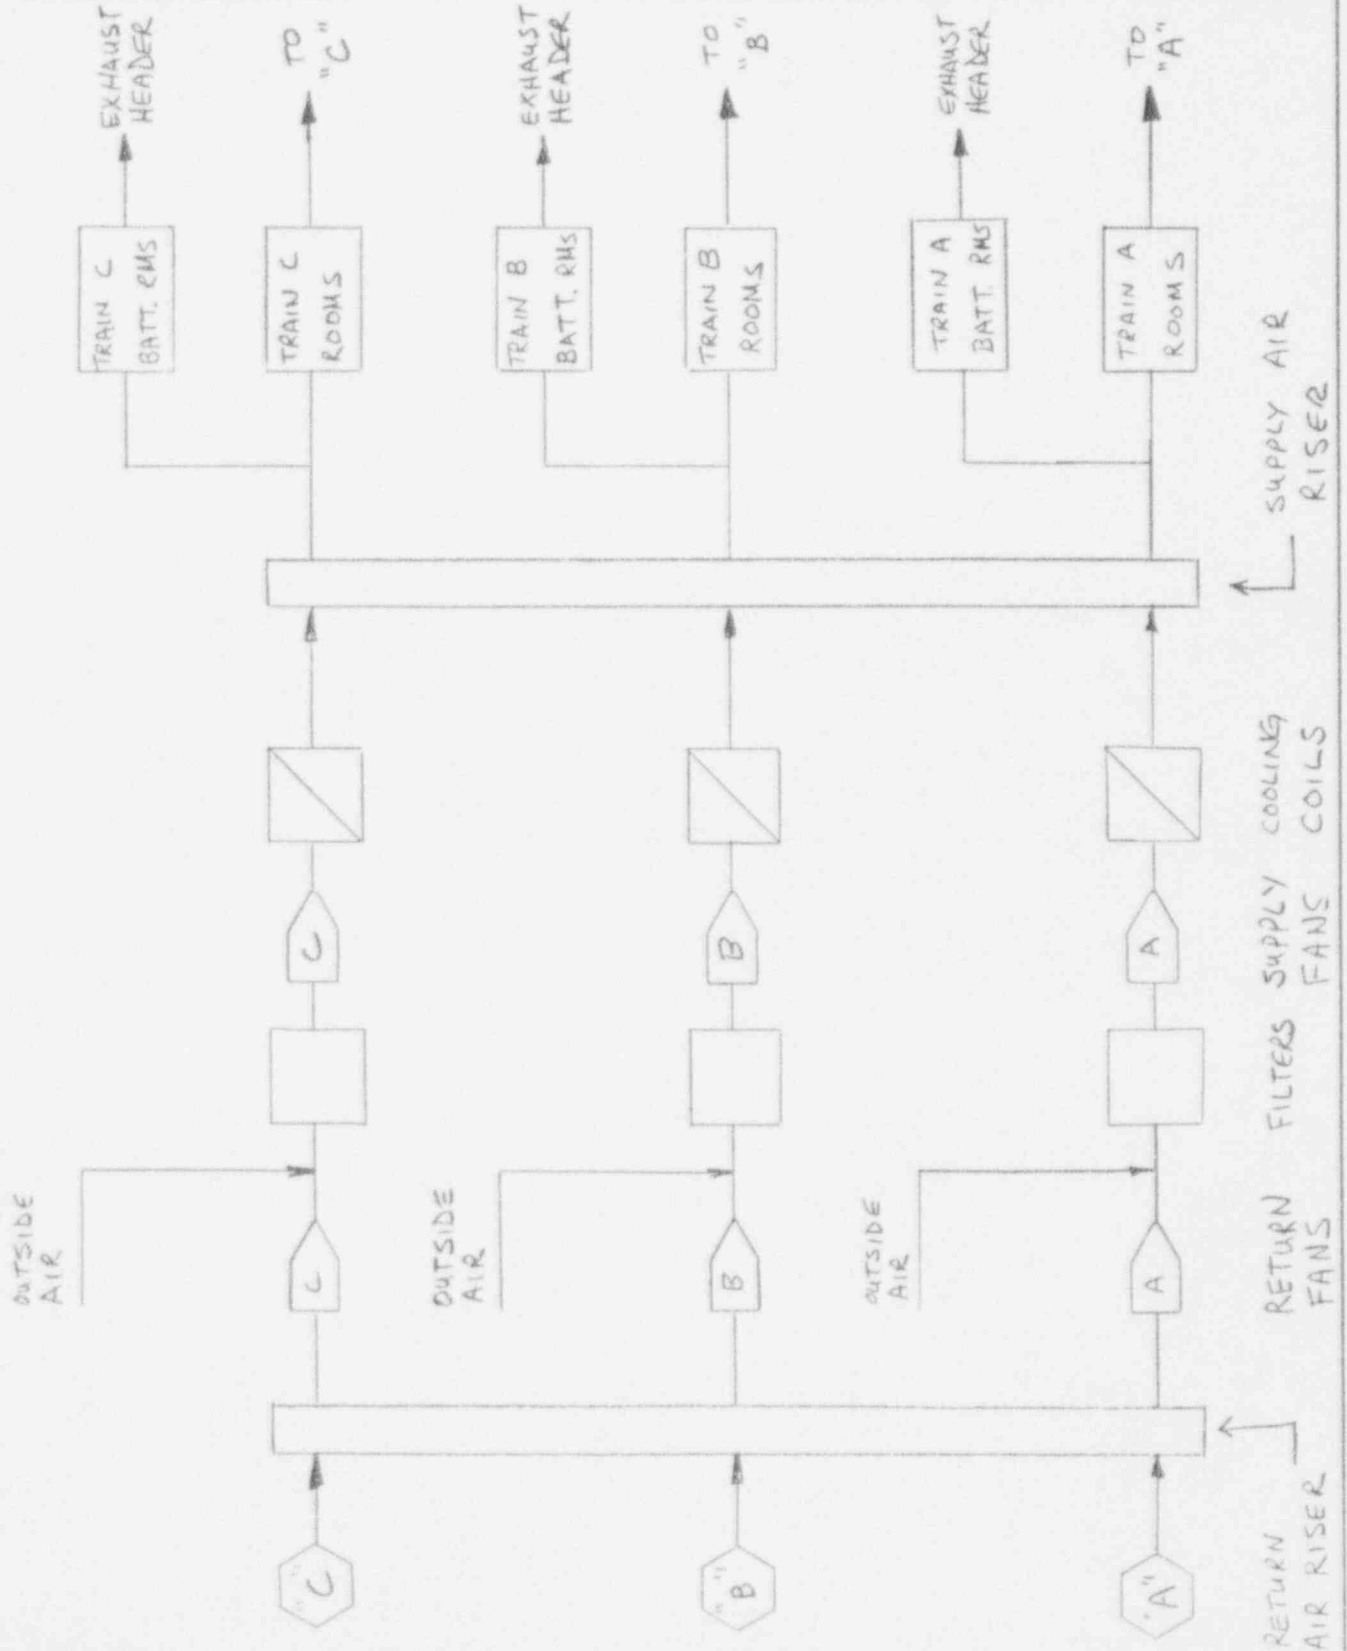 "C"
"B"
"A"
RETURN
AIR RISER
OUTSIDE
AIR
OUTSIDE
AIR
OUTSIDE
AIR
C
B
A
RETURN
FANS
FILTERS
C
B
A
SUPPLY
FANS
COOLING
COILS
SUPPLY AIR
RISER
TRAIN C
BATT. RMS
TRAIN C
ROOMS
TRAIN B
BATT. RMS
TRAIN B
ROOMS
TRAIN A
BATT. RMS
TRAIN A
ROOMS
EXHAUST
HEADER
TO
"C"
EXHAUST
HEADER
TO
"B"
EXHAUST
HEADER
TO
"A"